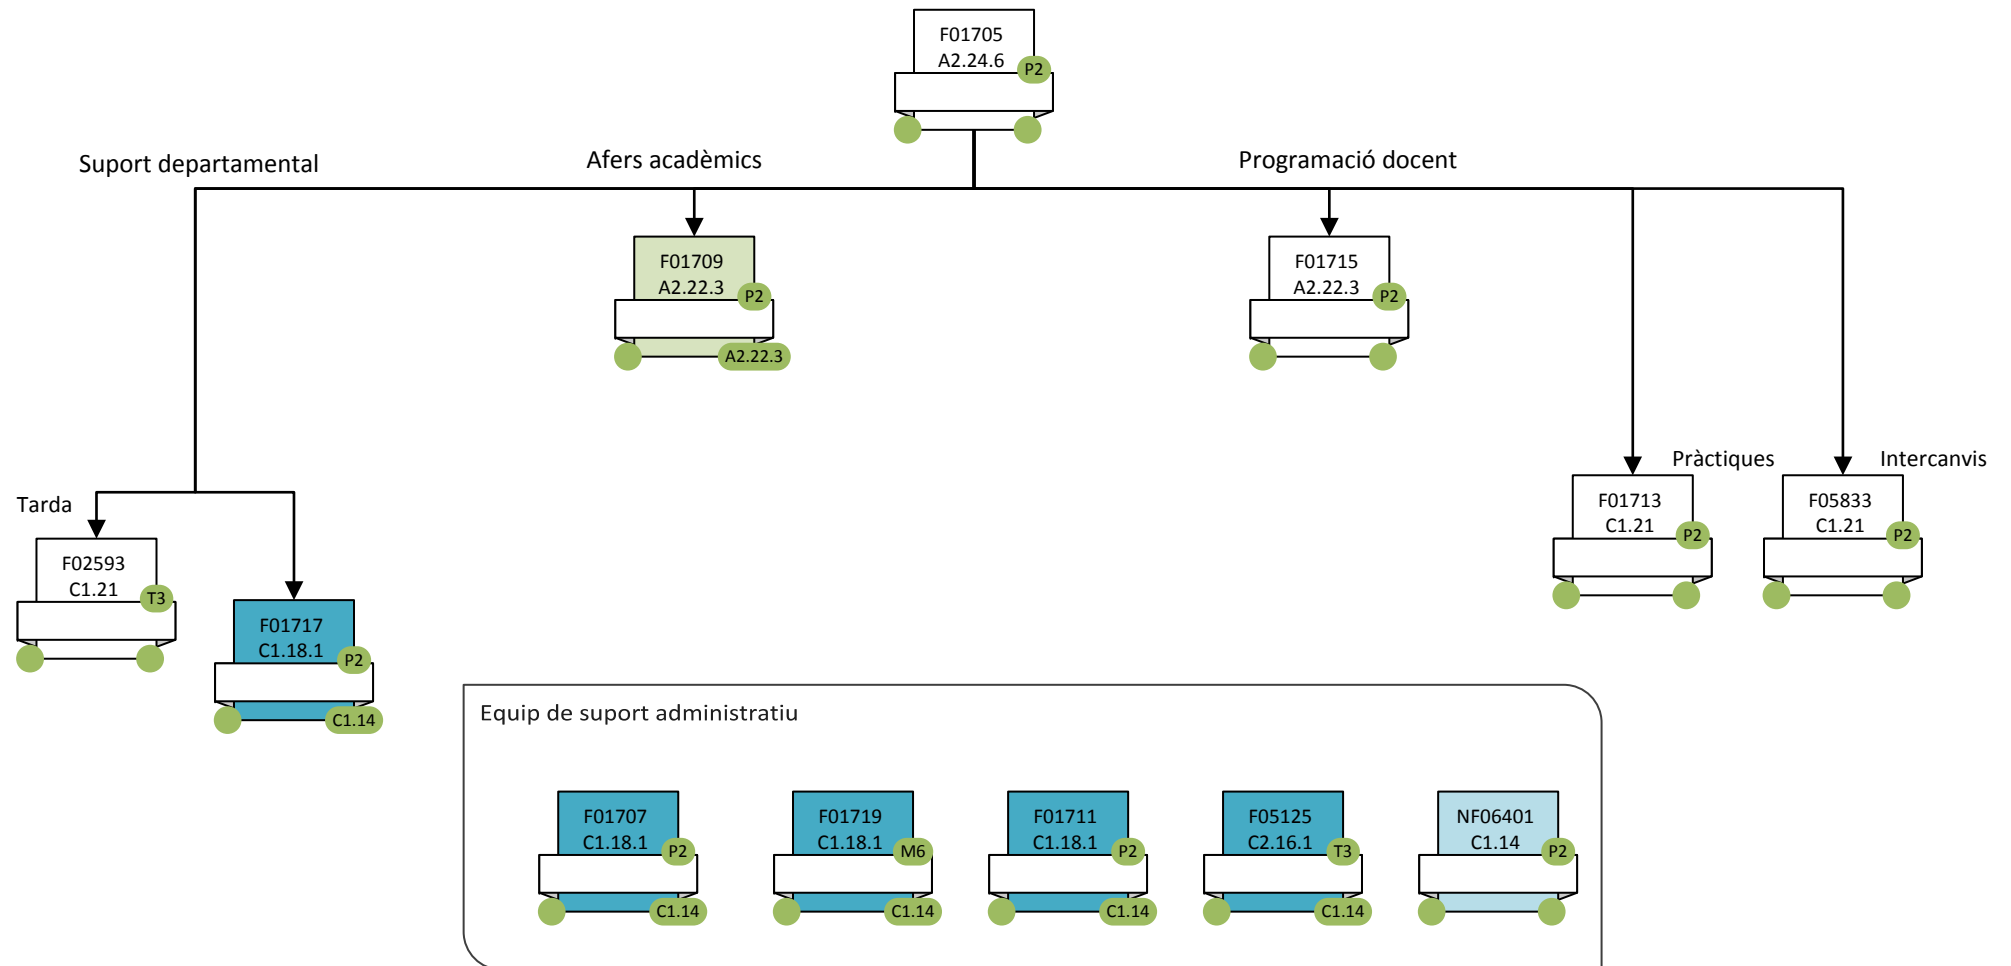 F01705
A2.24.6
P2
Suport departamental
Afers acadèmics
Programació docent
F01709
A2.22.3
P2
A2.22.3
F01715
A2.22.3
P2
Pràctiques
Intercanvis
F01713
C1.21
P2
F05833
C1.21
P2
Tarda
F02593
C1.21
T3
F01717
C1.18.1
P2
C1.14
Equip de suport administratiu
F01707
C1.18.1
P2
C1.14
F01719
C1.18.1
M6
C1.14
F01711
C1.18.1
P2
C1.14
F05125
C2.16.1
T3
C1.14
NF06401
C1.14
P2